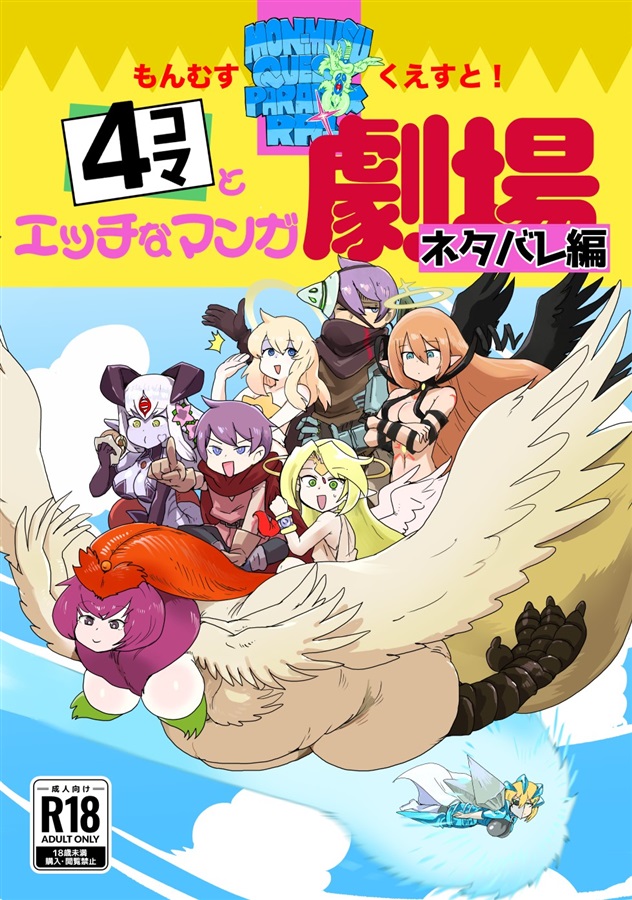 MON-MUSU
QUEST
PARADOX
RPG
もんむす
くえすと！
4コマ
と
エッチなマンガ
劇場
ネタバレ編
成人向け
R18
ADULT ONLY
18歳未満
購入・閲覧禁止